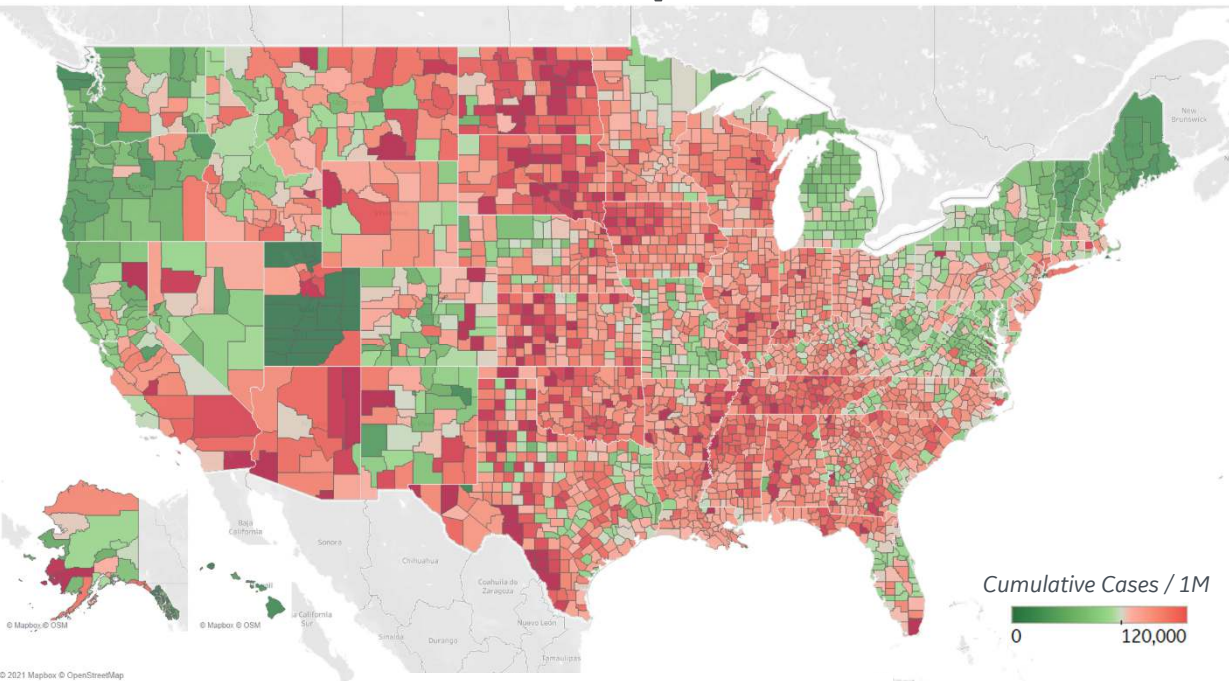 New
Brunswick
Baja
California
Sonora
Chihuahua
Coahuila de
Zaragoza
Nuevo León
Sinaloa
Durango
Tamaulipas
California
Sur
© Mapbox © OSM
© Mapbox © OSM
Cumulative Cases / 1M
0
120,000
© 2021 Mapbox © OpenStreetMap